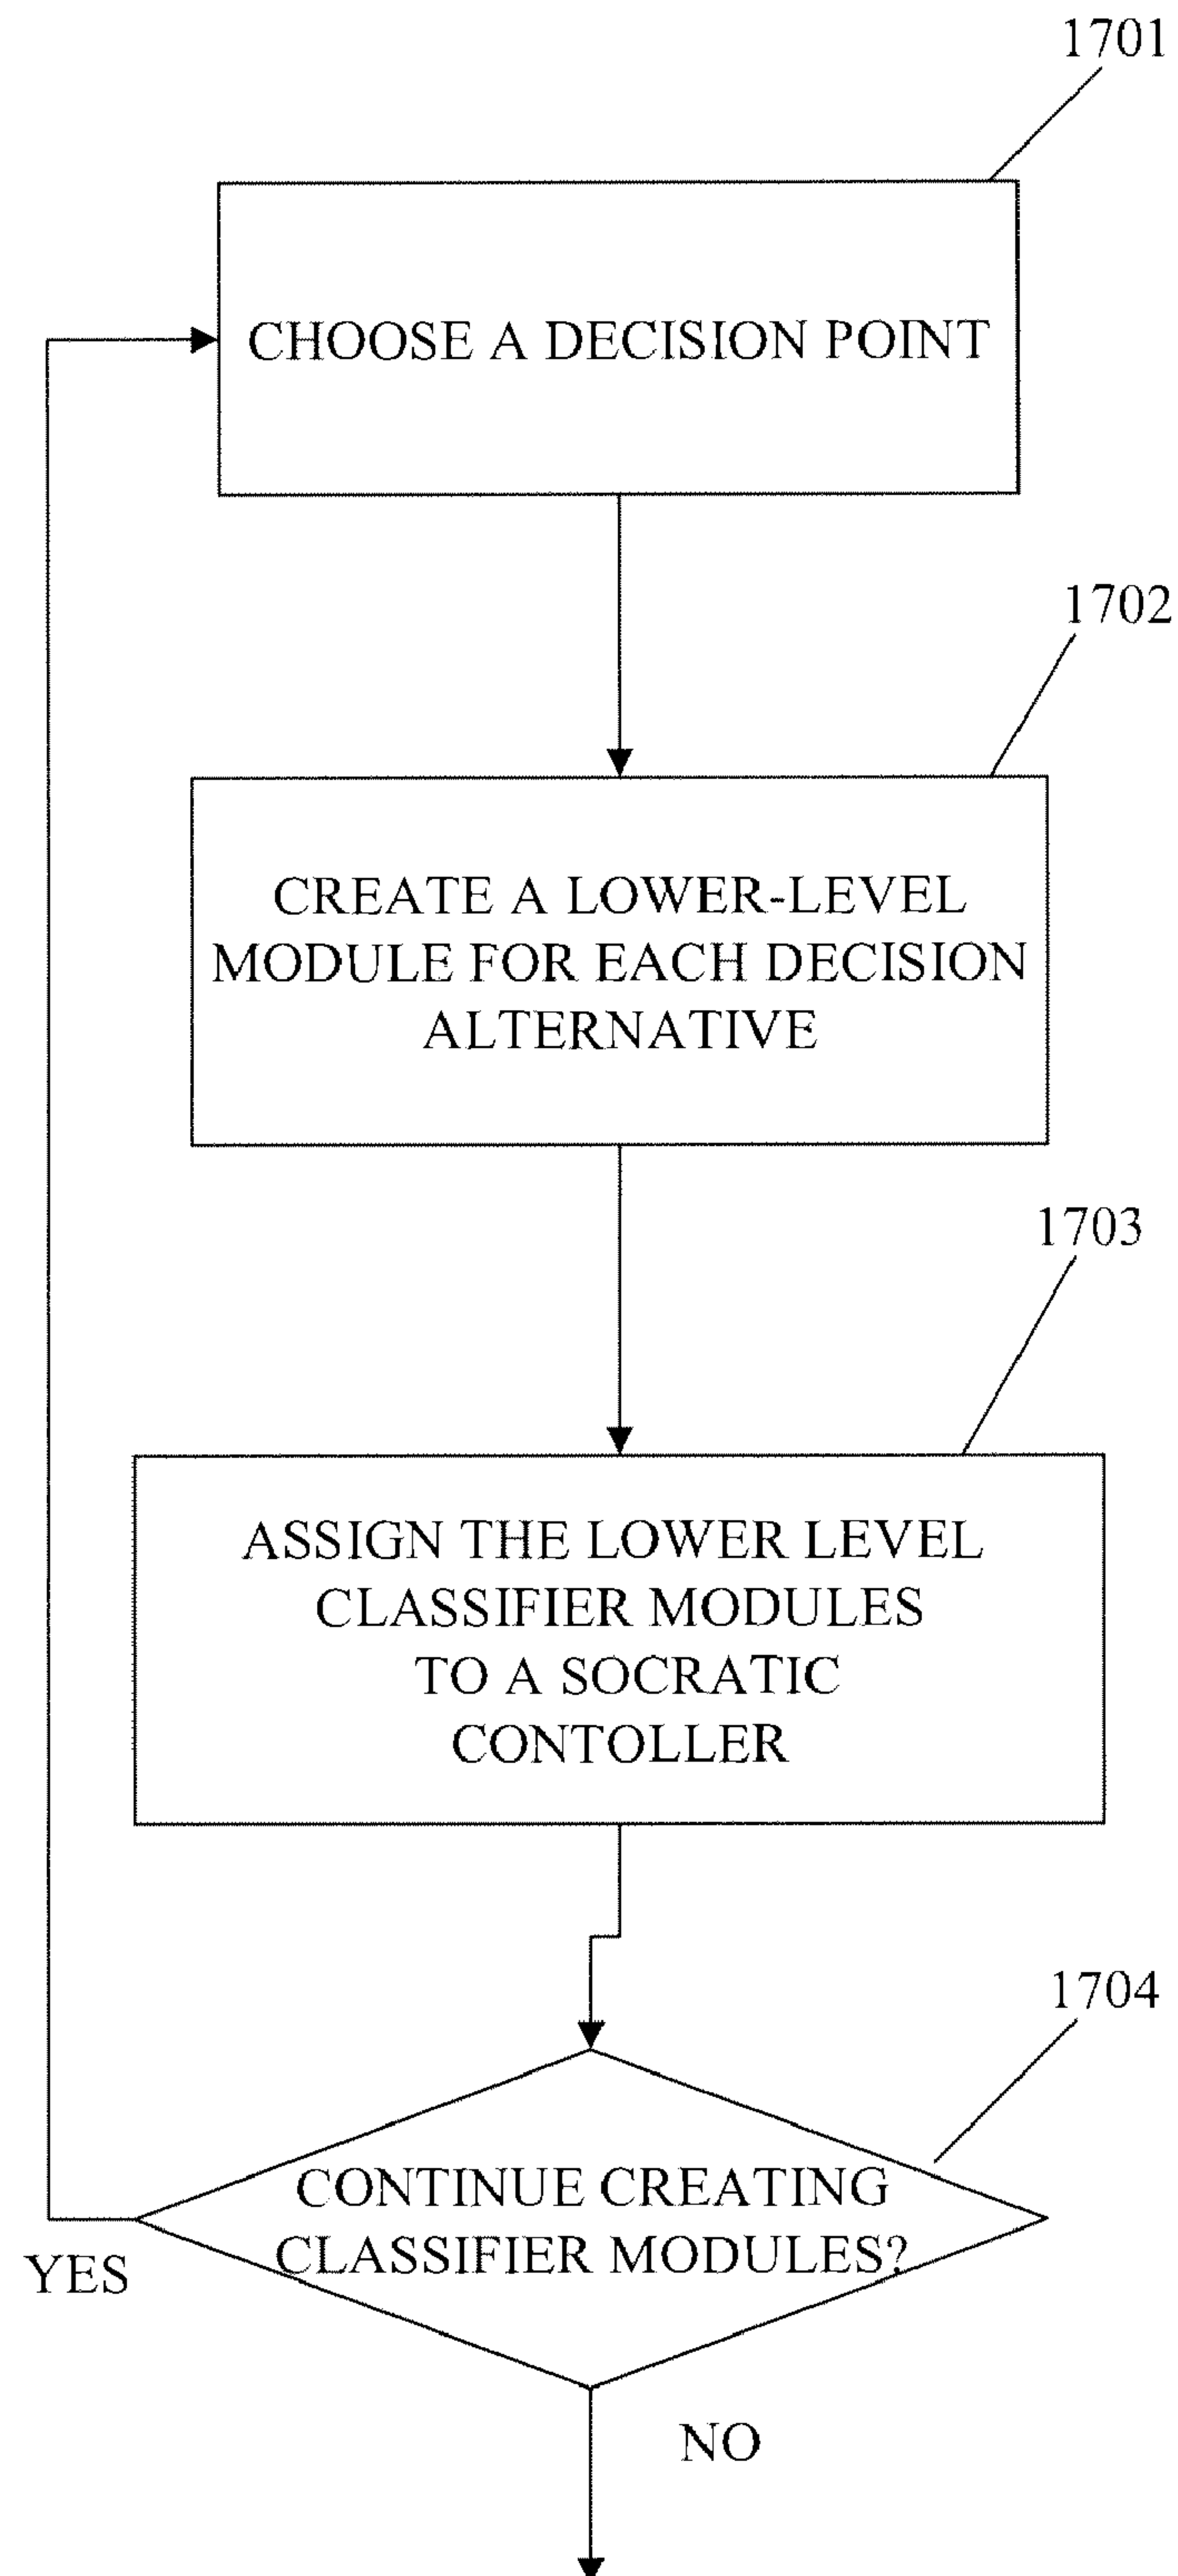 1701
CHOOSE A DECISION POINT
1702
CREATE A LOWER-LEVEL
MODULE FOR EACH DECISION
ALTERNATIVE
1703
ASSIGN THE LOWER LEVEL
CLASSIFIER MODULES
TO A SOCRATIC
CONTOLLER
1704
CONTINUE CREATING
CLASSIFIER MODULES?
YES
NO